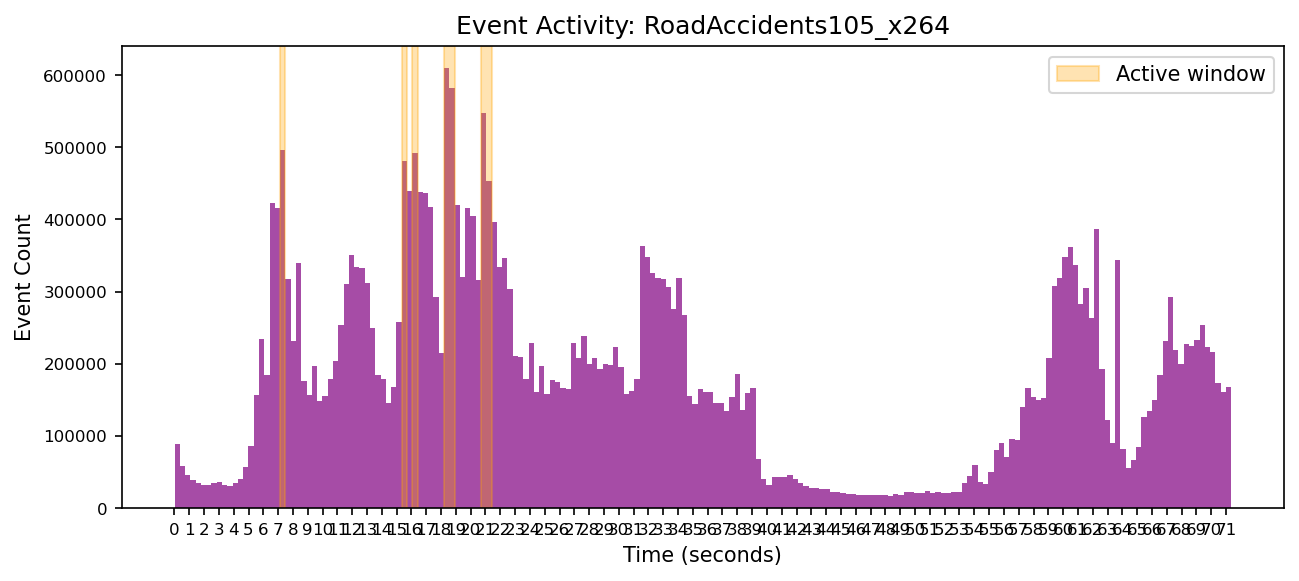 Event Activity: RoadAccidents105_x264
Active window
Event Count
600000
500000
400000
300000
200000
100000
0
0 1 2 3 4 5 6 7 8 9 10 11 12 13 14 15 16 17 18 19 20 21 22 23 24 25 26 27 28 29 30 31 32 33 34 35 36 37 38 39 40 41 42 43 44 45 46 47 48 49 50 51 52 53 54 55 56 57 58 59 60 61 62 63 64 65 66 67 68 69 70 71
Time (seconds)